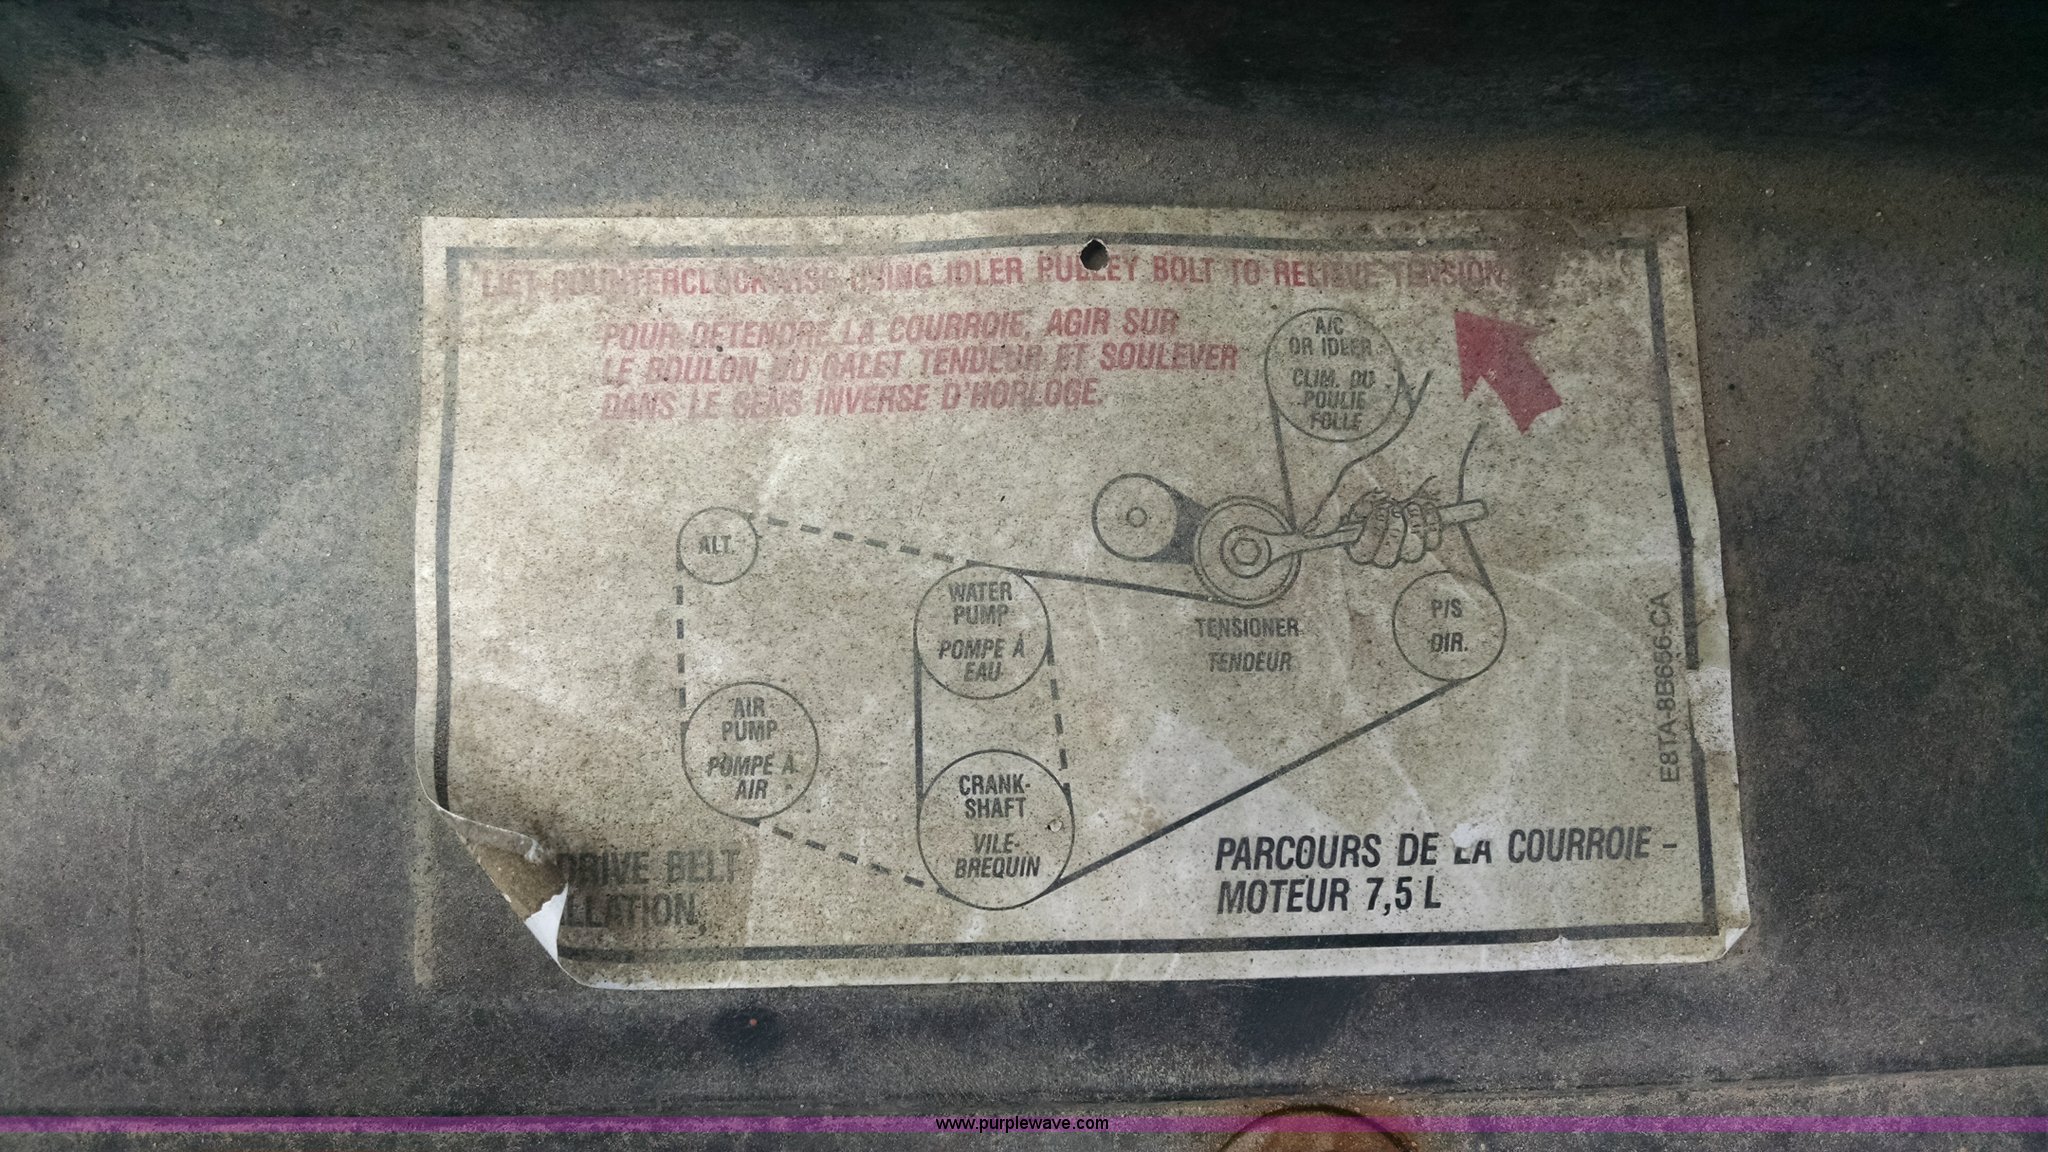 LIFT COUNTERCLOCKWISE USING IDLER PULLEY BOLT TO RELIEVE TENSION
POUR DÉTENDRE LA COURROIE, AGIR SUR
LE BOULON DU GALET TENDEUR ET SOULEVER
DANS LE SENS INVERSE D'HORLOGE.
A/C
OR IDLER
CLIM. OU
POULIE
FOLLE
ALT.
WATER
PUMP
POMPE À
EAU
TENSIONER
TENDEUR
P/S
DIR.
AIR
PUMP
POMPE À
AIR
CRANK-
SHAFT
VILE-
BREQUIN
E8TA-8B656-CA
DRIVE BELT
LLATION
PARCOURS DE LA COURROIE -
MOTEUR 7,5 L
www.purplewave.com